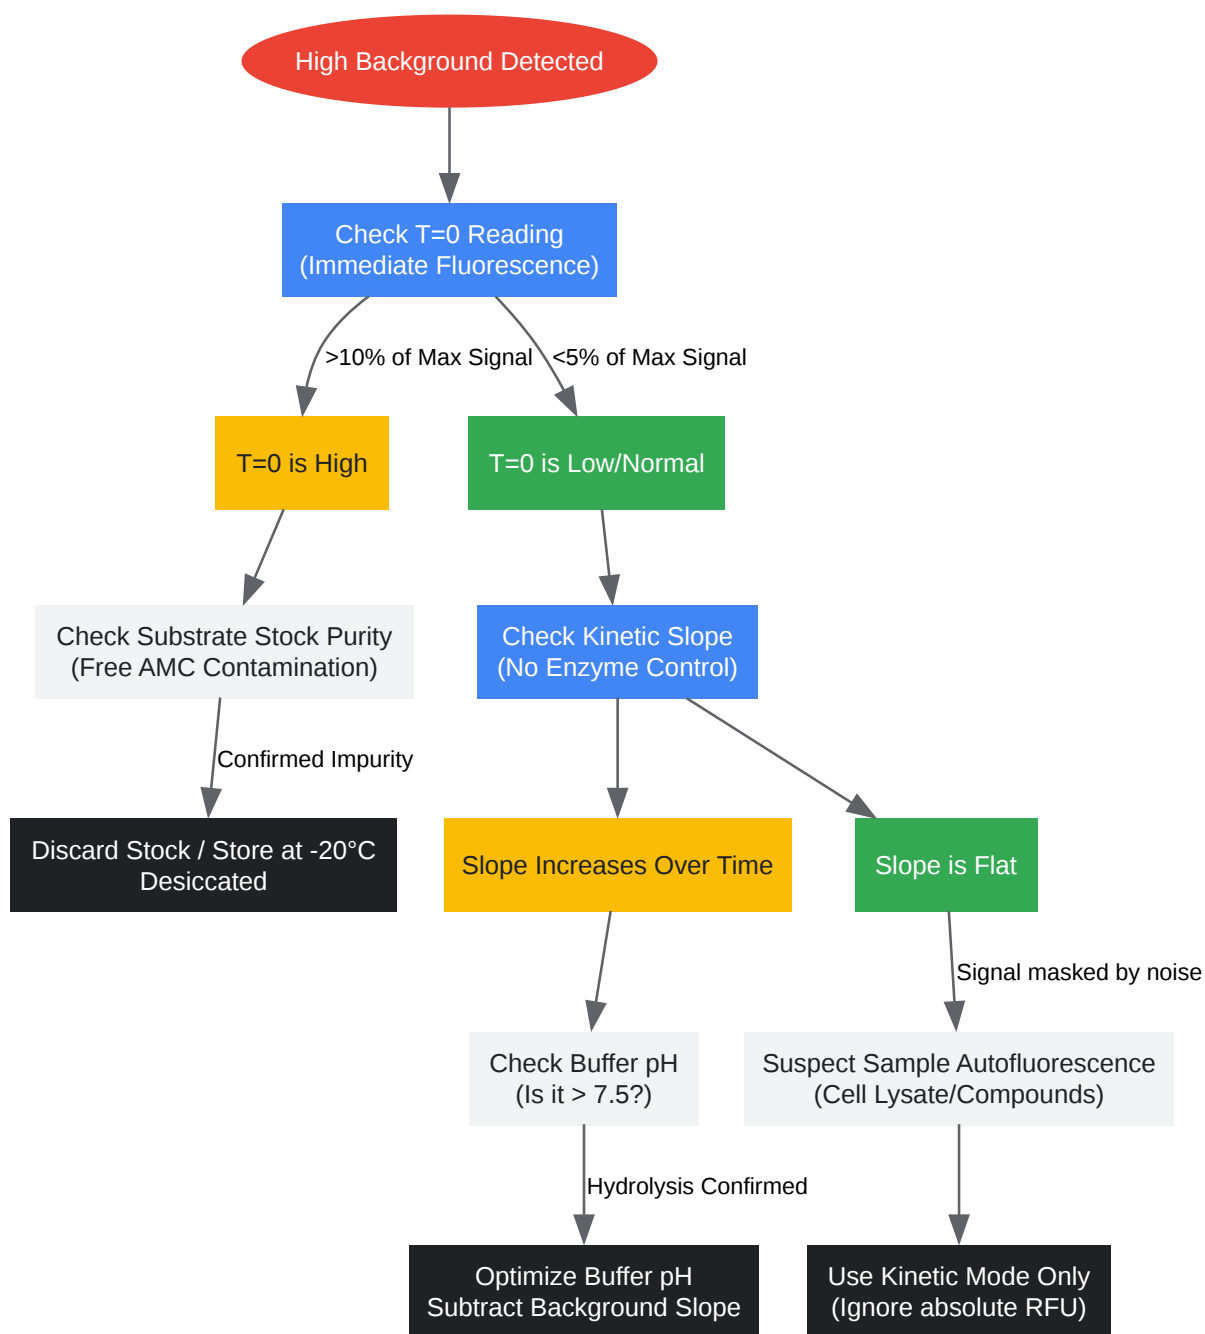 High Background Detected
Check T=0 Reading
(Immediate Fluorescence)
>10% of Max Signal
<5% of Max Signal
T=0 is High
T=0 is Low/Normal
Check Substrate Stock Purity
(Free AMC Contamination)
Check Kinetic Slope
(No Enzyme Control)
Confirmed Impurity
Discard Stock / Store at -20°C
Desiccated
Slope Increases Over Time
Slope is Flat
Signal masked by noise
Check Buffer pH
(Is it > 7.5?)
Suspect Sample Autofluorescence
(Cell Lysate/Compounds)
Hydrolysis Confirmed
Optimize Buffer pH
Subtract Background Slope
Use Kinetic Mode Only
(Ignore absolute RFU)